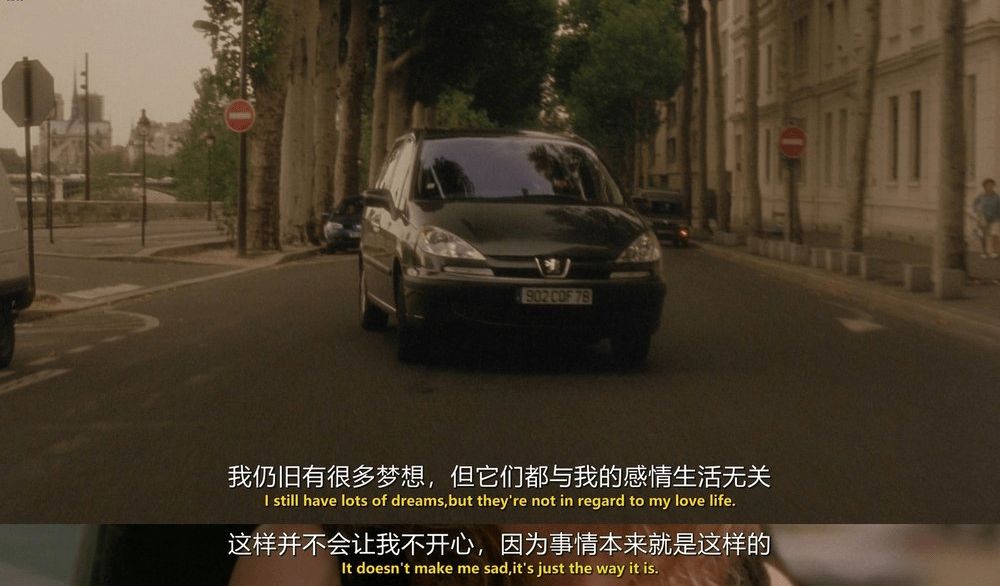 902CQF78
我仍旧有很多梦想，但它们都与我的感情生活无关
I still have lots of dreams,but they're not in regard to my love life.
这样并不会让我不开心，因为事情本来就是这样的
It doesn't make me sad,it's just the way it is.